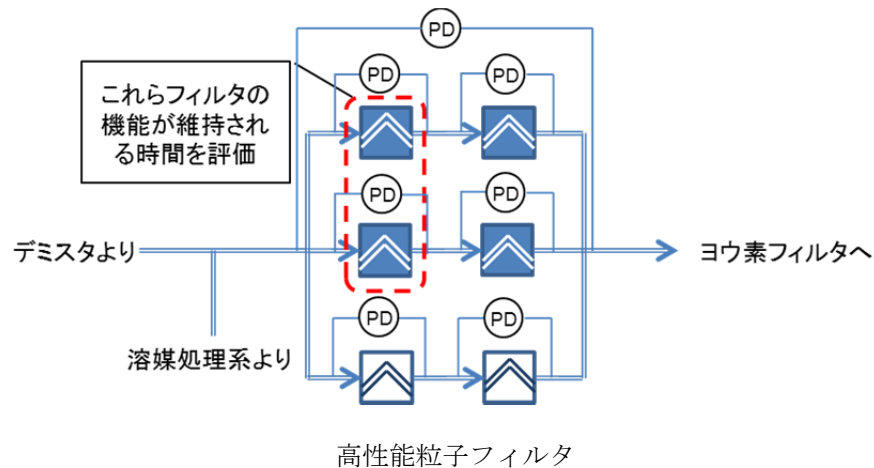 PD
PD
PD
これらフィルタの
機能が維持され
る時間を評価
PD
PD
デミスタより
ヨウ素フィルタへ
PD
PD
溶媒処理系より
高性能粒子フィルタ